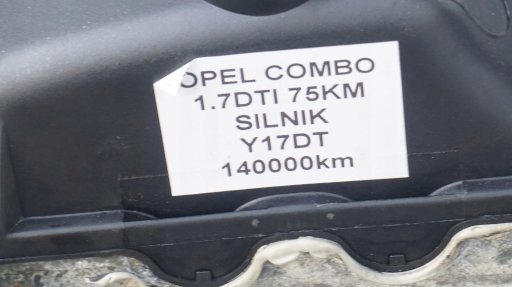 OPEL COMBO
1.7DTI 75KM
SILNIK
Y17DT
140000km